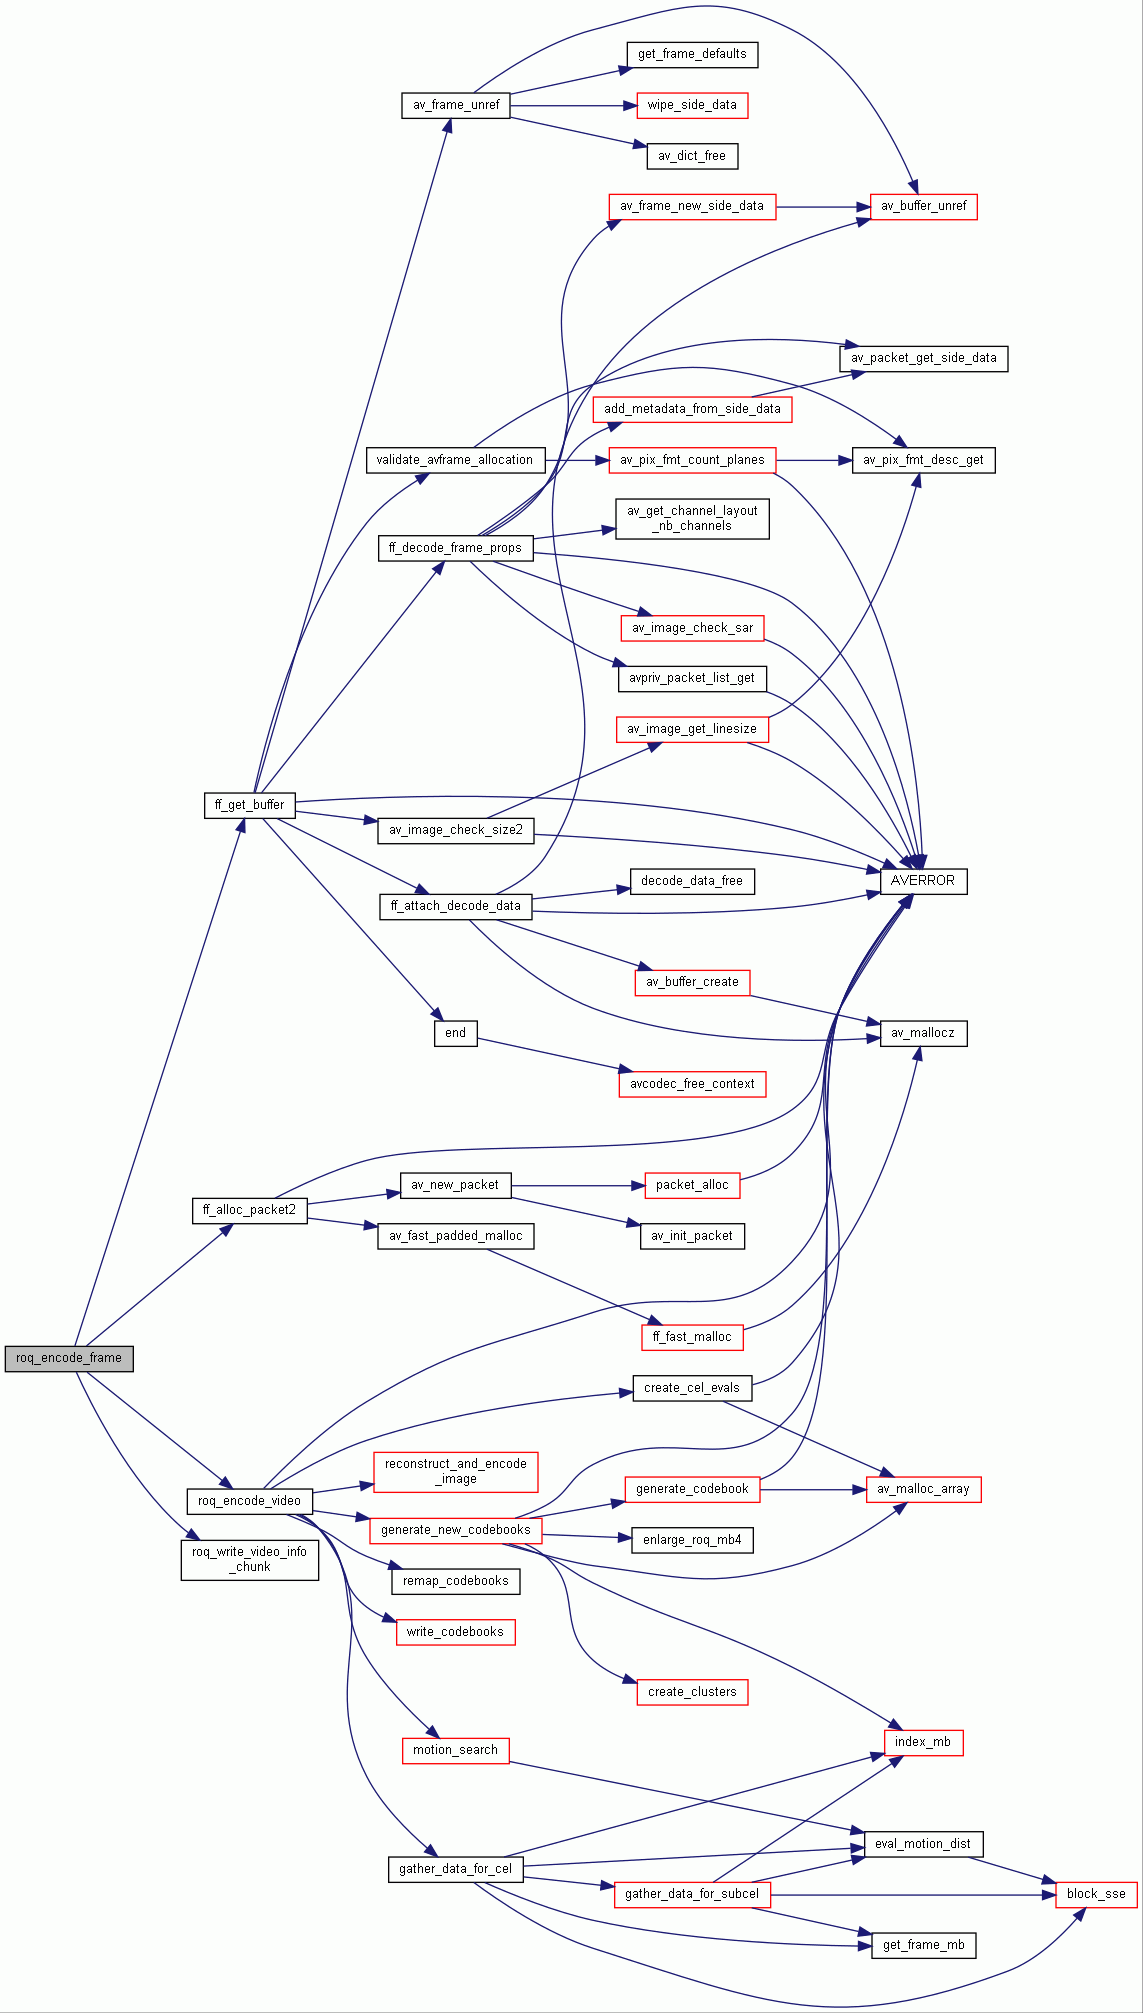 get_frame_defaults
av_frame_unref
wipe_side_data
av_dict_free
av_frame_new_side_data
av_buffer_unref
av_packet_get_side_data
add_metadata_from_side_data
validate_avframe_allocation
av_pix_fmt_count_planes
av_pix_fmt_desc_get
av_get_channel_layout
_nb_channels
ff_decode_frame_props
av_image_check_sar
avpriv_packet_list_get
av_image_get_linesize
ff_get_buffer
av_image_check_size2
decode_data_free
AVERROR
ff_attach_decode_data
av_buffer_create
end
av_mallocz
avcodec_free_context
av_new_packet
packet_alloc
ff_alloc_packet2
av_fast_padded_malloc
av_init_packet
ff_fast_malloc
roq_encode_frame
create_cel_evals
reconstruct_and_encode
_image
generate_codebook
av_malloc_array
roq_encode_video
generate_new_codebooks
enlarge_roq_mb4
roq_write_video_info
_chunk
remap_codebooks
write_codebooks
create_clusters
index_mb
motion_search
eval_motion_dist
gather_data_for_cel
gather_data_for_subcel
block_sse
get_frame_mb